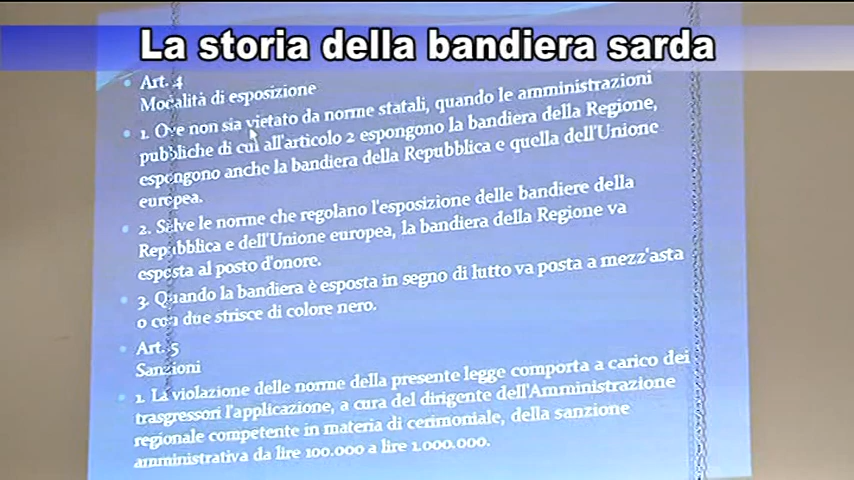 La storia della bandiera sarda
Art. 4
Modalità di esposizione
1. Ove non sia vietato da norme statali, quando le amministrazioni
pubbliche di cui all'articolo 2 espongono la bandiera della Regione,
espongono anche la bandiera della Repubblica e quella dell'Unione
europea.
2. Salve le norme che regolano l'esposizione delle bandiere della
Repubblica e dell'Unione europea, la bandiera della Regione va
esposta al posto d'onore.
3. Quando la bandiera è esposta in segno di lutto va posta a mezz'asta
o con due strisce di colore nero.
Art. 5
Sanzioni
1. La violazione delle norme della presente legge comporta a carico dei
trasgressori l'applicazione, a cura del dirigente dell'Amministrazione
regionale competente in materia di cerimoniale, della sanzione
amministrativa da lire 100.000 a lire 1.000.000.